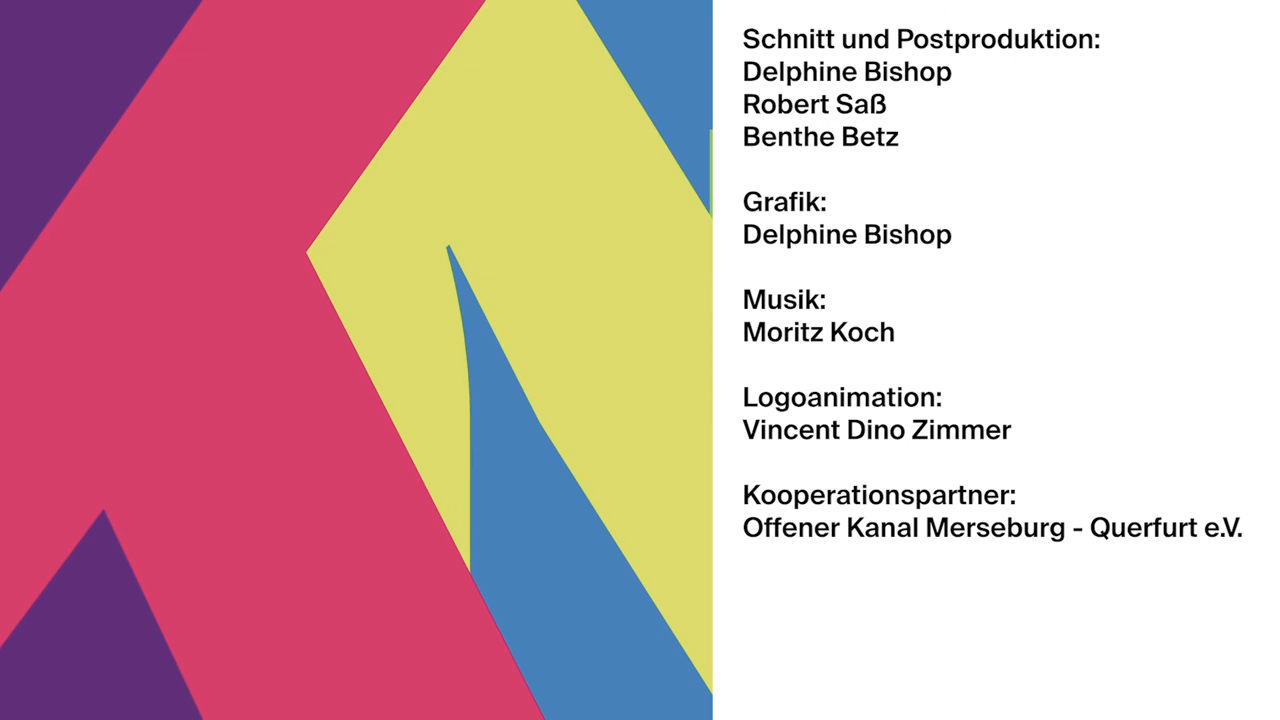 Schnitt und Postproduktion:
Delphine Bishop
Robert Saß
Benthe Betz
Grafik:
Delphine Bishop
Musik:
Moritz Koch
Logoanimation:
Vincent Dino Zimmer
Kooperationspartner:
Offener Kanal Merseburg - Querfurt e.V.